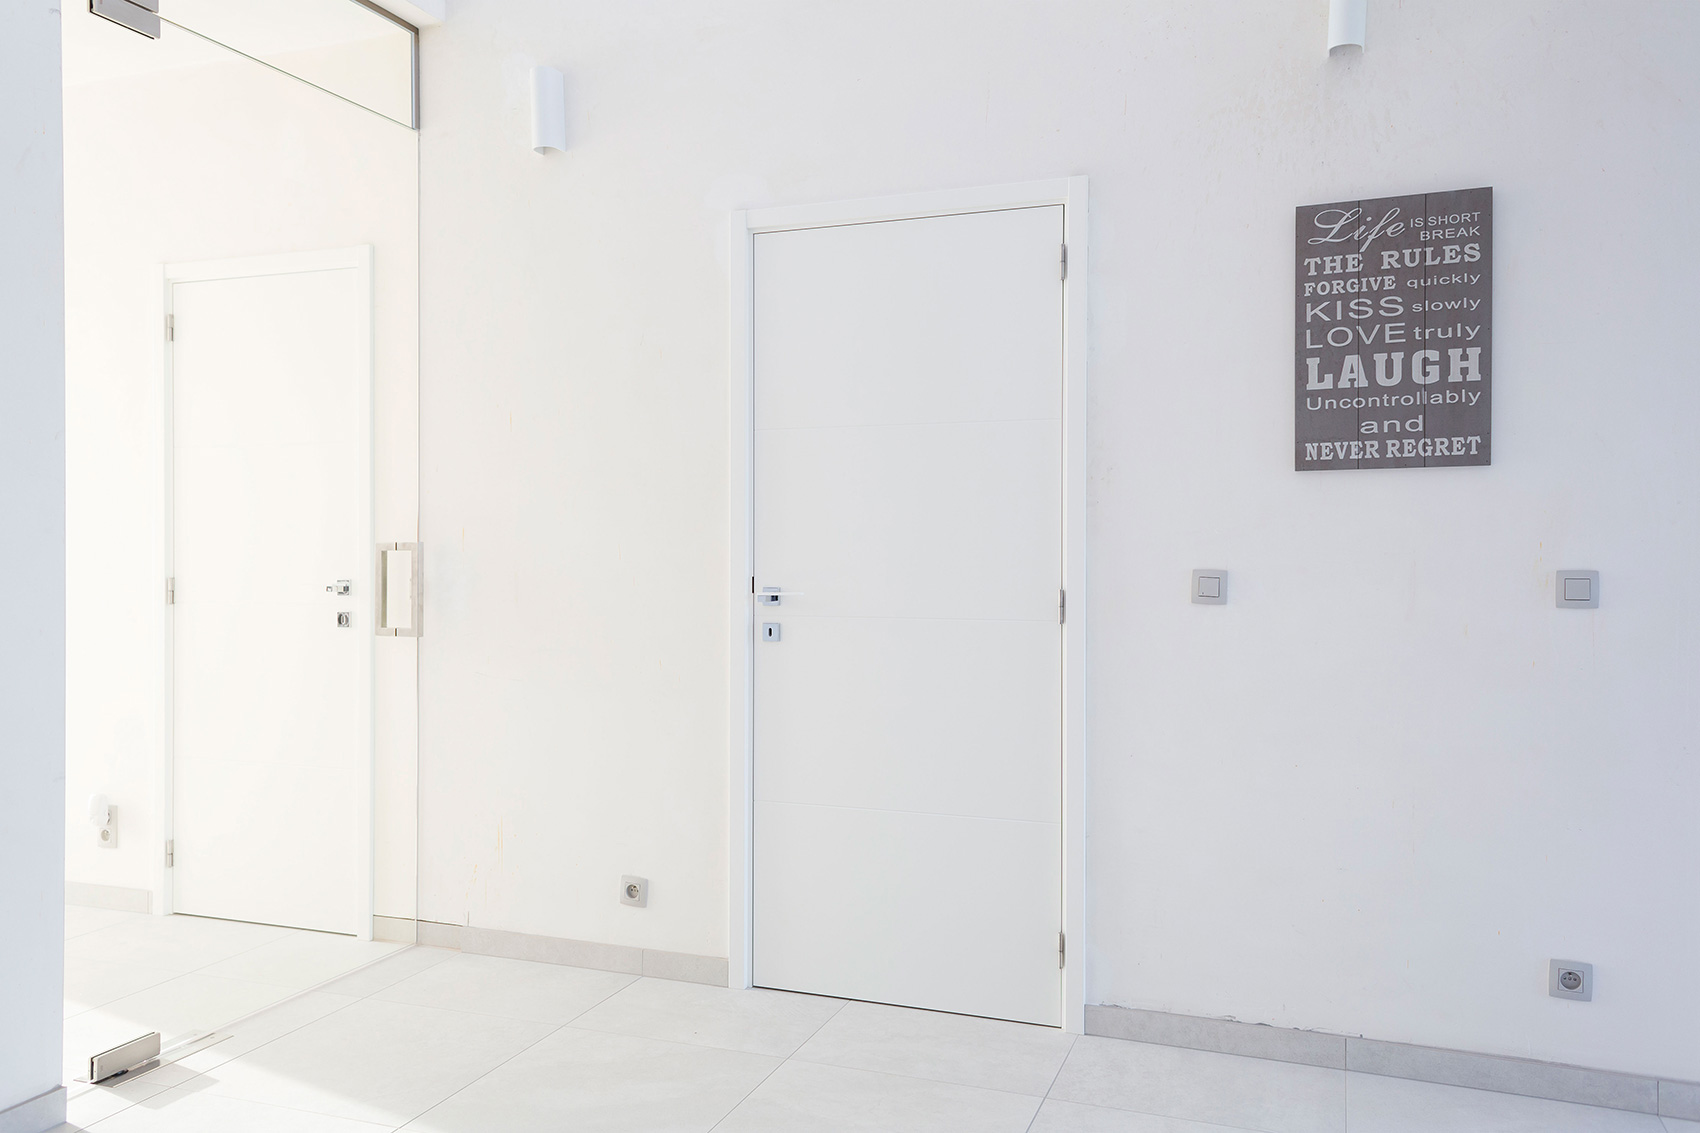 Life IS SHORT
BREAK
THE RULES
FORGIVE quickly
KISS slowly
LOVE truly
LAUGH
Uncontrollably
and
NEVER REGRET